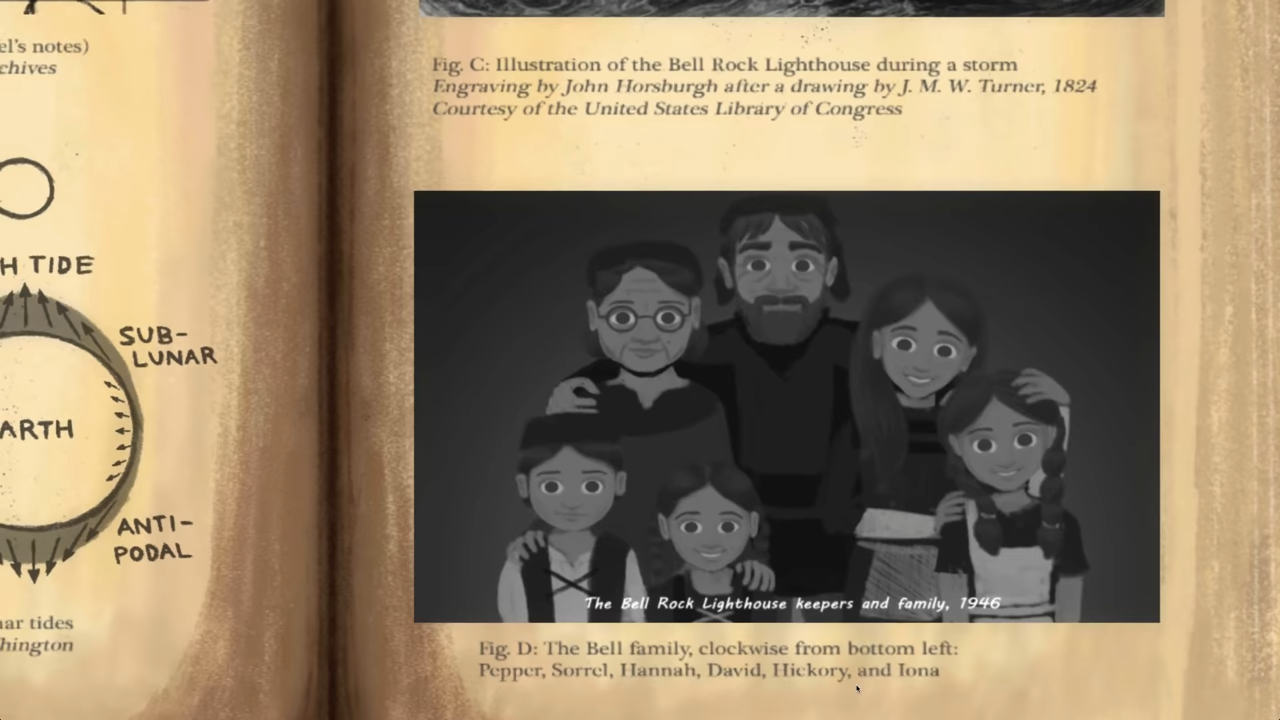 el's notes)
chives
H TIDE
SUB-
LUNAR
ARTH
ANTI-
PODAL
ar tides
hington
Fig. C: Illustration of the Bell Rock Lighthouse during a storm
Engraving by John Horsburgh after a drawing by J. M. W. Turner, 1824
Courtesy of the United States Library of Congress
The Bell Rock Lighthouse keepers and family, 1946
Fig. D: The Bell family, clockwise from bottom left:
Pepper, Sorrel, Hannah, David, Hickory, and Iona